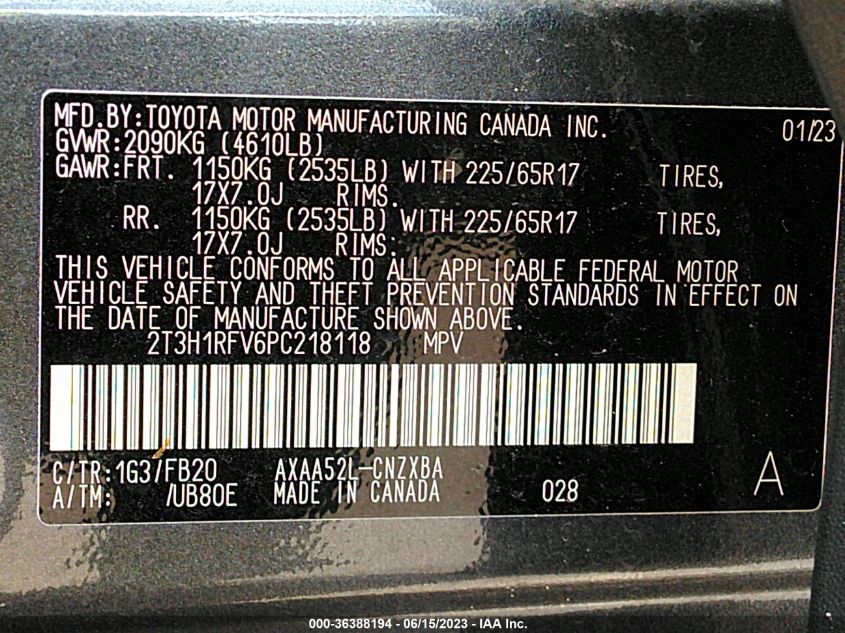 MFD.BY:TOYOTA MOTOR MANUFACTURING CANADA INC. 01/23
GVWR:2090KG (4610LB)
GAWR:FRT. 1150KG (2535LB) WITH 225/65R17 TIRES,
17X7.0J RIMS.
RR. 1150KG (2535LB) WITH 225/65R17 TIRES,
17X7.0J RIMS:
THIS VEHICLE CONFORMS TO ALL APPLICABLE FEDERAL MOTOR
VEHICLE SAFETY AND THEFT PREVENTION STANDARDS IN EFFECT ON
THE DATE OF MANUFACTURE SHOWN ABOVE.
2T3H1RFV6PC218118 MPV
C/TR:1G3/FB20 AXAA52L-CNZXBA
A/TM: /UB80E MADE IN CANADA 028 A
000-36388194 - 06/15/2023 - IAA Inc.